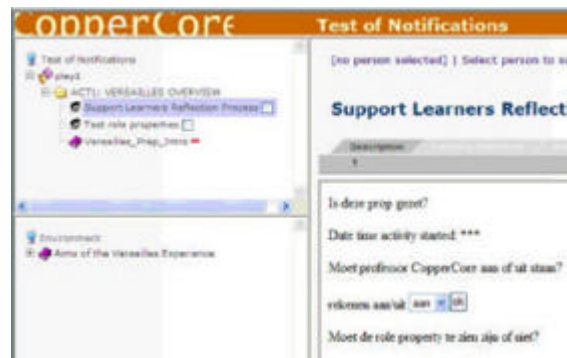 CopperCore
Test of Notifications
Test of Notifications
play1
ACT1: VERSAILLES OVERVIEW
Support Learners Reflection Process
Test role properties
Versailles_Prep_Intro
Environment
Aims of the Versailles Experience
[no person selected] | Select person to su
Support Learners Reflecti
Description
1
Is deze prop gezet?
Date time activity started: ***
Moet professor CopperCore aan of uit staan?
rekenen aan/uit aan ok
Moet de role property te zien zijn of niet?